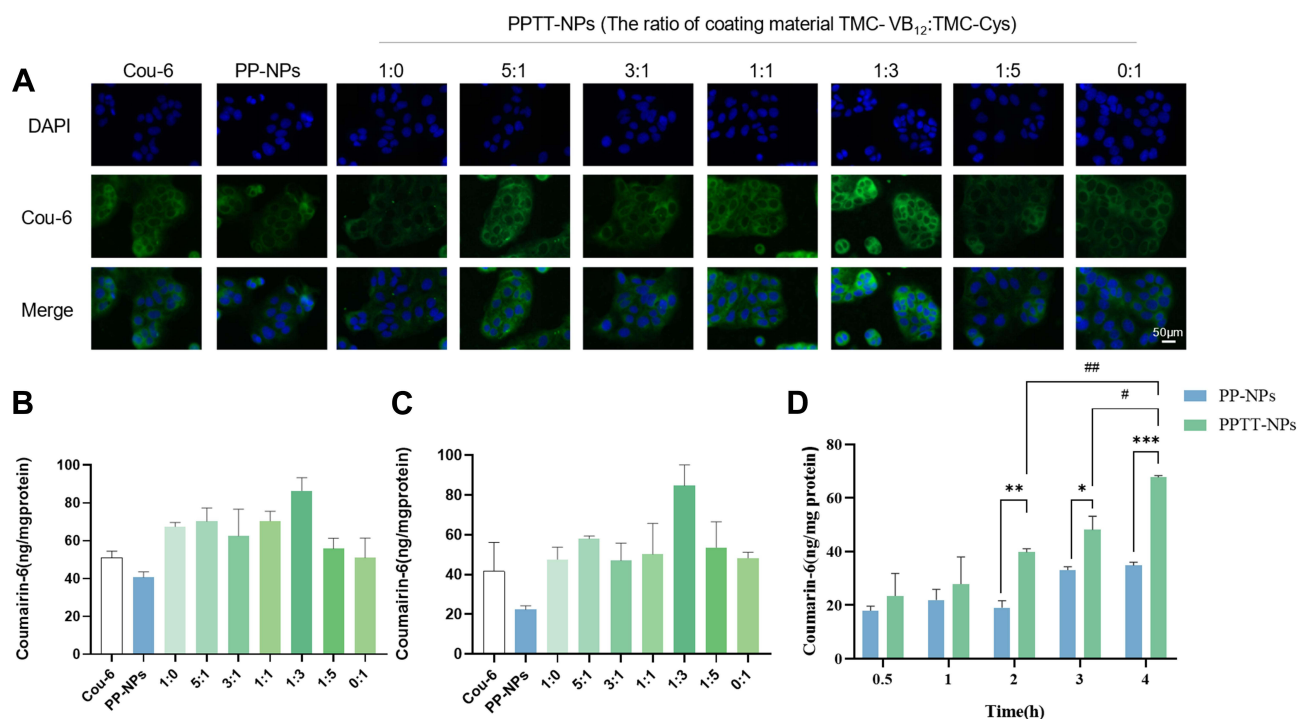 PPTT-NPs (The ratio of coating material TMC- VB₁₂:TMC-Cys)
A
Cou-6 PP-NPs 1:0 5:1 3:1 1:1 1:3 1:5 0:1
DAPI
Cou-6
Merge
50μm
B
Coumairin-6(ng/mgprotein)
100
80
60
40
20
0
Cou-6 PP-NPs 1:0 5:1 3:1 1:1 1:3 1:5 0:1
C
Coumairin-6(ng/mgprotein)
100
80
60
40
20
0
Cou-6 PP-NPs 1:0 5:1 3:1 1:1 1:3 1:5 0:1
D
PP-NPs
PPTT-NPs
##
#
***
**
*
Coumarin-6(ng/mg protein)
80
60
40
20
0
0.5 1 2 3 4
Time(h)